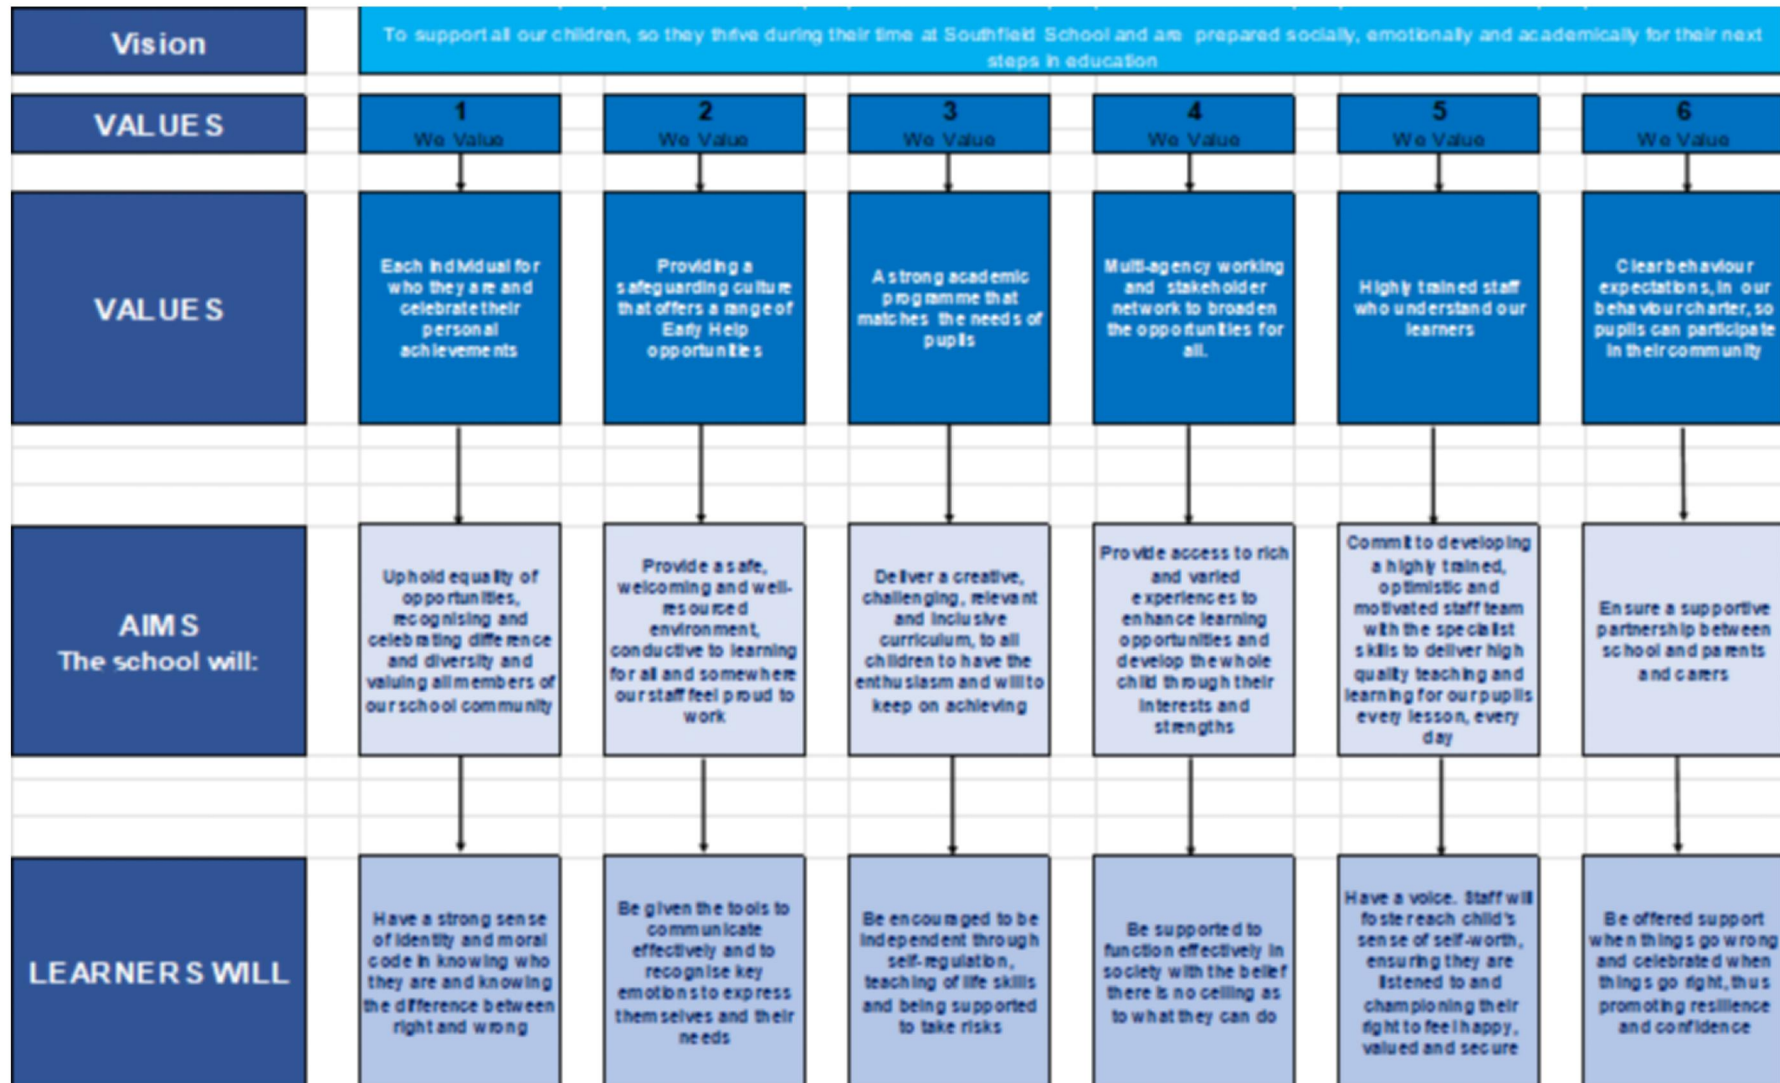 Vision
To support all our children, so they thrive during their time at Southfield School and are prepared socially, emotionally and academically for their next
steps in education
VALUES
1
We Value
2
We Value
3
We Value
4
We Value
5
We Value
6
We Value
VALUES
Each individual for
who they are and
celebrate their
personal
achievements
Providing a
safeguarding culture
that offers a range of
Early Help
opportunities
A strong academic
programme that
matches the needs of
pupils
Multi-agency working
and stakeholder
network to broaden
the opportunities for
all.
Highly trained staff
who understand our
learners
Clear behaviour
expectations, in our
behaviour charter, so
pupils can participate
in their community
AIMS
The school will:
Uphold equality of
opportunities,
recognising and
celebrating difference
and diversity and
valuing all members of
our school community
Provide a safe,
welcoming and well-
resourced
environment,
conductive to learning
for all and somewhere
our staff feel proud to
work
Deliver a creative,
challenging, relevant
and inclusive
curriculum, to all
children to have the
enthusiasm and will to
keep on achieving
Provide access to rich
and varied
experiences to
enhance learning
opportunities and
develop the whole
child through their
interests and
strengths
Commit to developing
a highly trained,
optimistic and
motivated staff team
with the specialist
skills to deliver high
quality teaching and
learning for our pupils
every lesson, every
day
Ensure a supportive
partnership between
school and parents
and carers
LEARNERS WILL
Have a strong sense
of identity and moral
code in knowing who
they are and knowing
the difference between
right and wrong
Be given the tools to
communicate
effectively and to
recognise key
emotions to express
themselves and their
needs
Be encouraged to be
independent through
self-regulation,
teaching of life skills
and being supported
to take risks
Be supported to
function effectively in
society with the belief
there is no ceiling as
to what they can do
Have a voice. Staff will
foster each child's
sense of self-worth,
ensuring they are
listened to and
championing their
right to feel happy,
valued and secure
Be offered support
when things go wrong
and celebrated when
things go right, thus
promoting resilience
and confidence